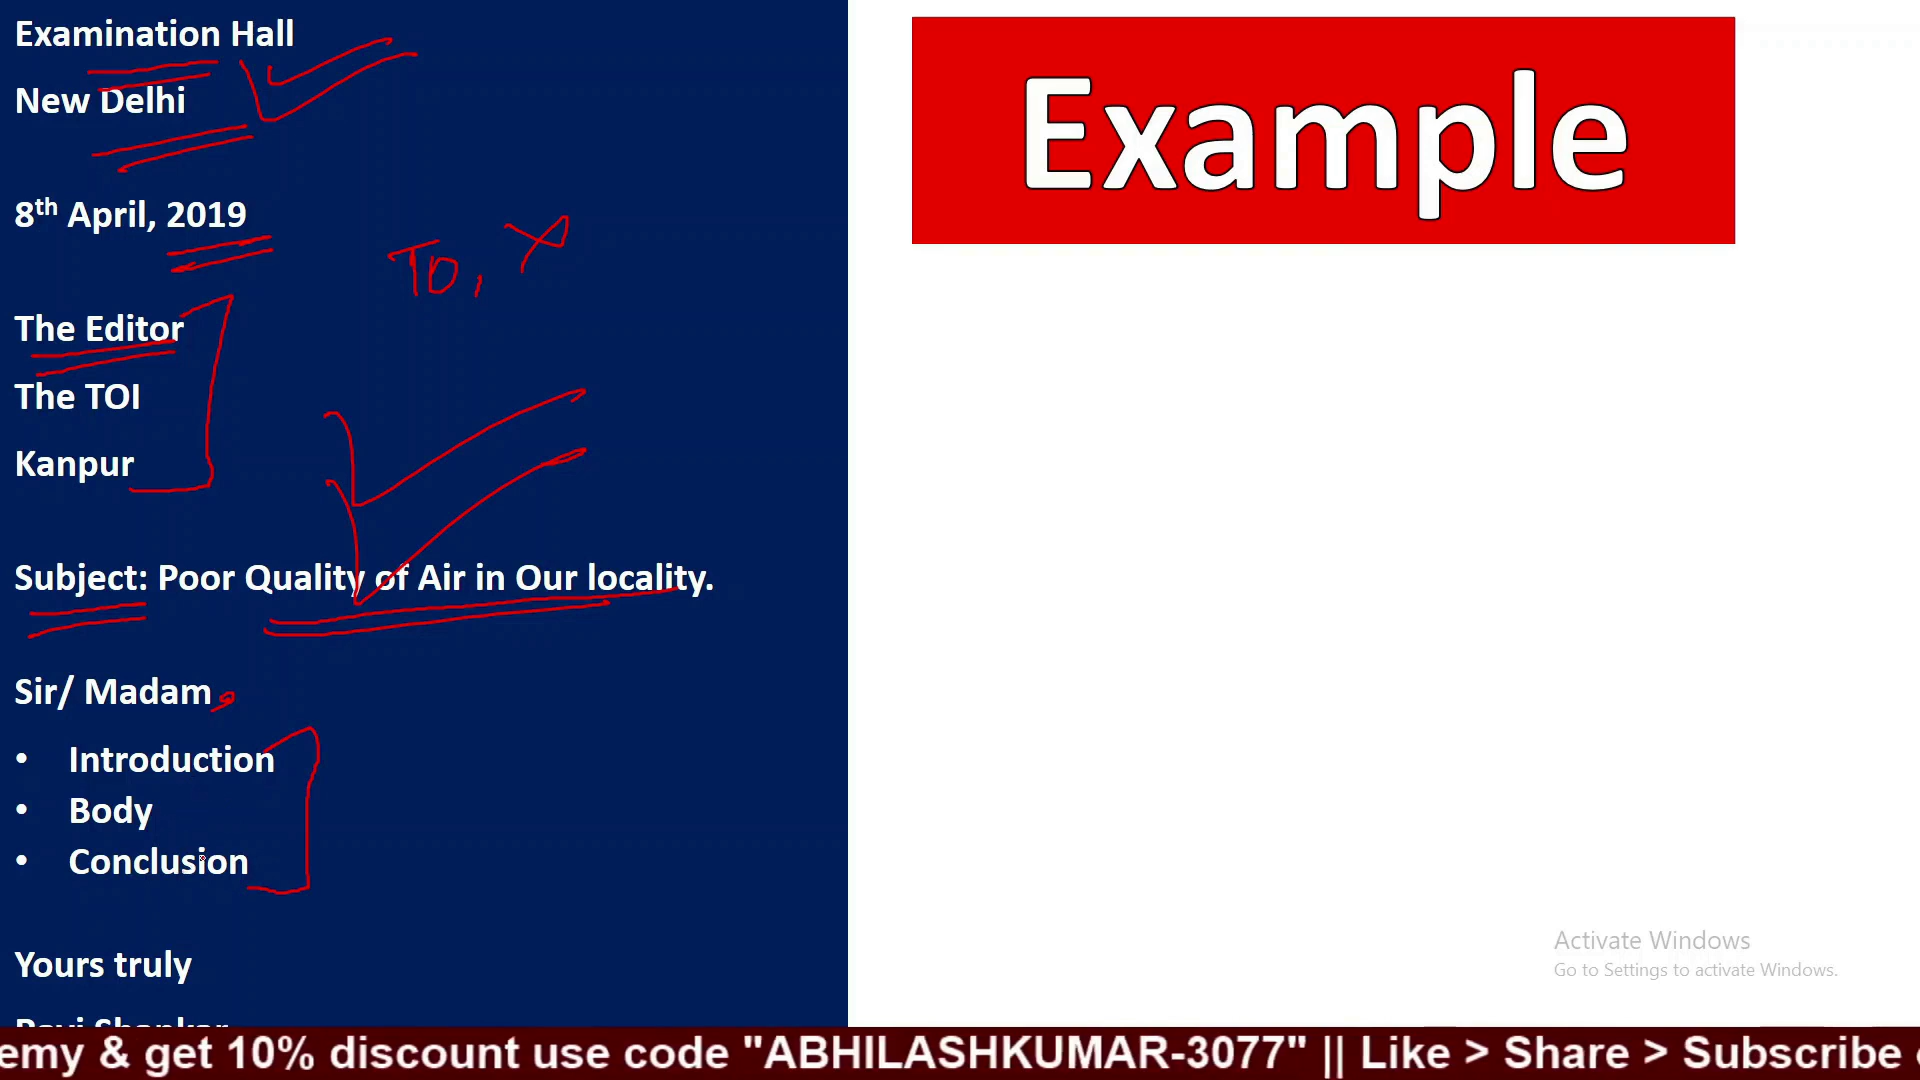 Examination Hall
New Delhi
8th April, 2019
To, X
The Editor
The TOI
Kanpur
Subject: Poor Quality of Air in Our locality.
Sir/ Madam,
• Introduction
• Body
• Conclusion
Yours truly
Ravi Shankar
Example
Activate Windows
Go to Settings to activate Windows.
emy & get 10% discount use code "ABHILASHKUMAR-3077" || Like > Share > Subscribe